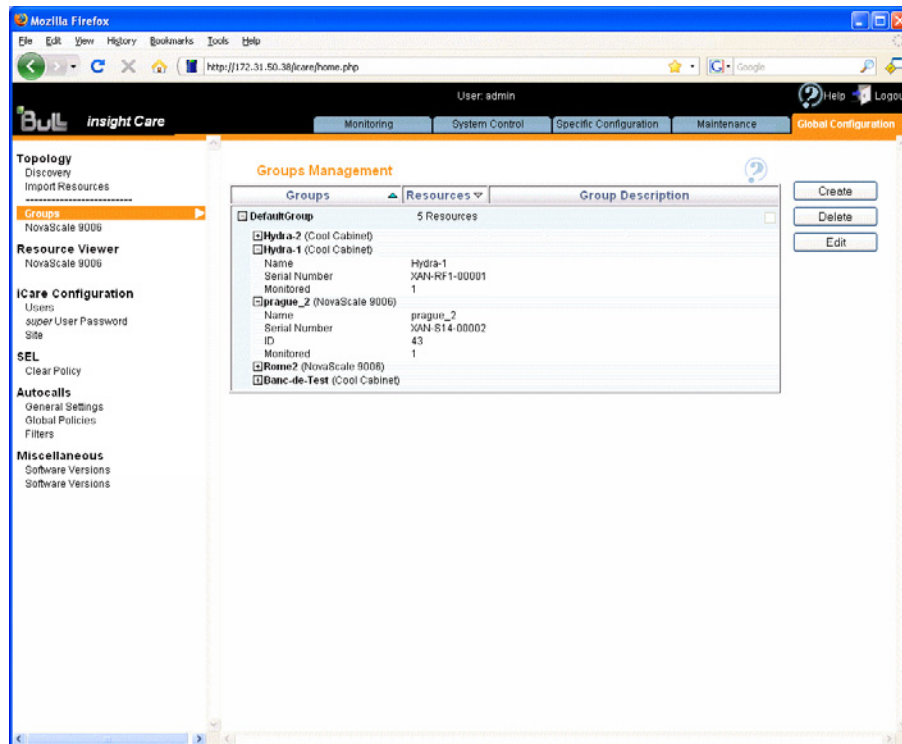 Mozilla Firefox
File Edit View History Bookmarks Tools Help
http://172.31.50.38/icare/home.php
G Google
User: admin
? Help Logou
Bull insight Care
Monitoring System Control Specific Configuration Maintenance Global Configuration
Topology
Discovery
Import Resources
-------------------------
Groups
NovaScale 9006
Resource Viewer
NovaScale 9006
iCare Configuration
Users
super User Password
Site
SEL
Clear Policy
Autocalls
General Settings
Global Policies
Filters
Miscellaneous
Software Versions
Software Versions
Groups Management ?
Groups Resources Group Description
DefaultGroup 5 Resources
Hydra-2 (Cool Cabinet)
Hydra-1 (Cool Cabinet)
Name Hydra-1
Serial Number XAN-RF1-00001
Monitored 1
prague_2 (NovaScale 9006)
Name prague_2
Serial Number XAN-S14-00002
ID 43
Monitored 1
Rome2 (NovaScale 9006)
Banc-de-Test (Cool Cabinet)
Create
Delete
Edit